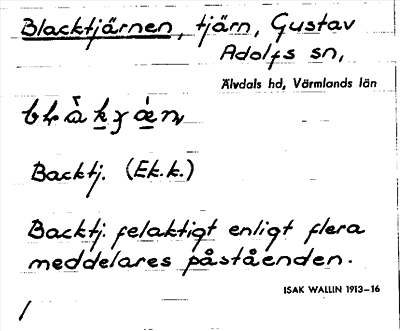 Blacktjärnen, tjärn, Gustav
Adolfs sn,
Älvdals hd, Värmlands län
Backtj. (Ek.k.)
Backtj. felaktigt enligt flera
meddelares påståenden.
ISAK WALLIN 1913-16
/